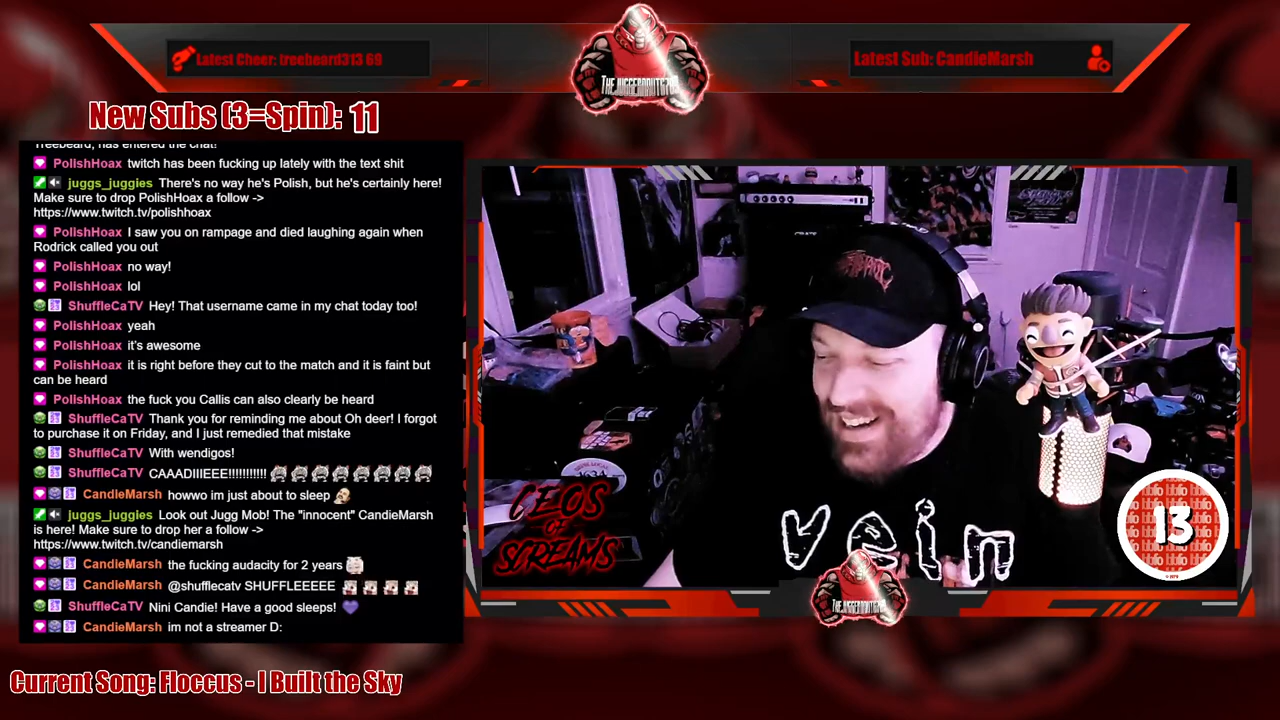 Latest Cheer: treebeard313 69
THEJUGGERNAUT6789
Latest Sub: CandieMarsh
New Subs (3=Spin): 11
Treebeard, has entered the chat!
PolishHoax twitch has been fucking up lately with the text shit
juggs_juggies There's no way he's Polish, but he's certainly here!
Make sure to drop PolishHoax a follow ->
https://www.twitch.tv/polishhoax
PolishHoax I saw you on rampage and died laughing again when
Rodrick called you out
PolishHoax no way!
PolishHoax lol
ShuffleCaTV Hey! That username came in my chat today too!
PolishHoax yeah
PolishHoax it's awesome
PolishHoax it is right before they cut to the match and it is faint but
can be heard
PolishHoax the fuck you Callis can also clearly be heard
ShuffleCaTV Thank you for reminding me about Oh deer! I forgot
to purchase it on Friday, and I just remedied that mistake
ShuffleCaTV With wendigos!
ShuffleCaTV CAAADIIIEEE!!!!!!!!!!!
CandieMarsh howwo im just about to sleep
juggs_juggies Look out Jugg Mob! The "innocent" CandieMarsh
is here! Make sure to drop her a follow ->
https://www.twitch.tv/candiemarsh
CandieMarsh the fucking audacity for 2 years
CandieMarsh @shufflecatv SHUFFLEEEEE
ShuffleCaTV Nini Candie! Have a good sleeps!
CandieMarsh im not a streamer D:
CEOS
OF
SCREAMS
vein
13
Current Song: Floccus - I Built the Sky